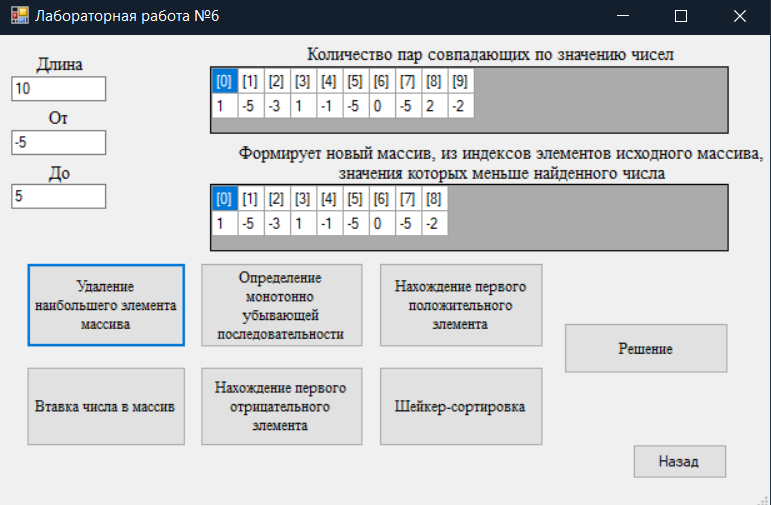 Лабораторная работа №6
Длина
10
От
-5
До
5
Количество пар совпадающих по значению чисел
[0] [1] [2] [3] [4] [5] [6] [7] [8] [9]
1 -5 -3 1 -1 -5 0 -5 2 -2
Формирует новый массив, из индексов элементов исходного массива,
значения которых меньше найденного числа
[0] [1] [2] [3] [4] [5] [6] [7] [8]
1 -5 -3 1 -1 -5 0 -5 -2
Удаление
наибольшего элемента
массива
Определение
монотонно
убывающей
последовательности
Нахождение первого
положительного
элемента
Решение
Втавка числа в массив
Нахождение первого
отрицательного
элемента
Шейкер-сортировка
Назад